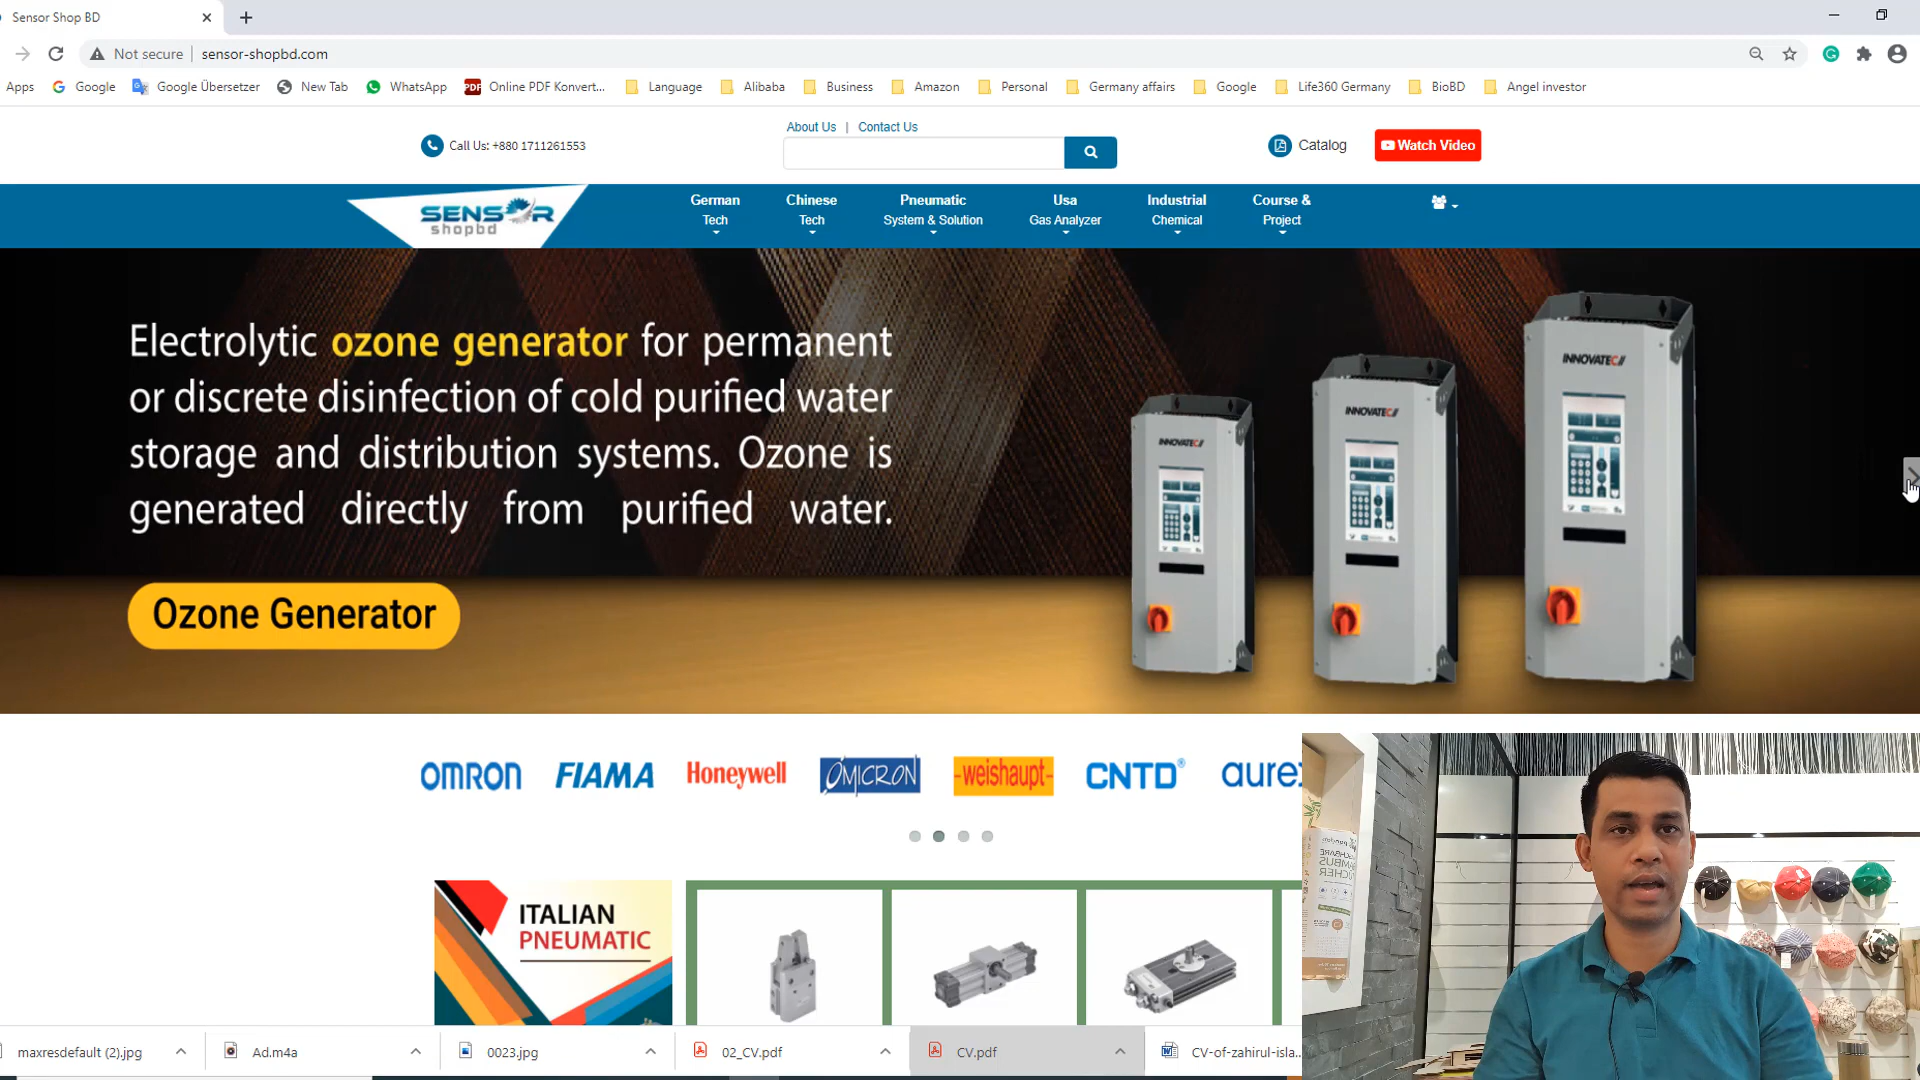 Sensor Shop BD
Not secure
sensor-shopbd.com
Apps
Google
Google Übersetzer
New Tab
WhatsApp
PDF
Online PDF Konvert...
Language
Alibaba
Business
Amazon
Personal
Germany affairs
Google
Life360 Germany
BioBD
Angel investor
About Us | Contact Us
Call Us: +880 1711261553
Catalog
Watch Video
SENSOR
shopbd
German
Tech
Chinese
Tech
Pneumatic
System & Solution
Usa
Gas Analyzer
Industrial
Chemical
Course &
Project
Electrolytic ozone generator for permanent
or discrete disinfection of cold purified water
storage and distribution systems. Ozone is
generated directly from purified water.
Ozone Generator
INNOVATEC
INNOVATEC
INNOVATEC
OMRON
FIAMA
Honeywell
OMICRON
-weishaupt-
CNTD®
aurex
ITALIAN
PNEUMATIC
maxresdefault (2).jpg
Ad.m4a
0023.jpg
02_CV.pdf
CV.pdf
CV-of-zahirul-isla...